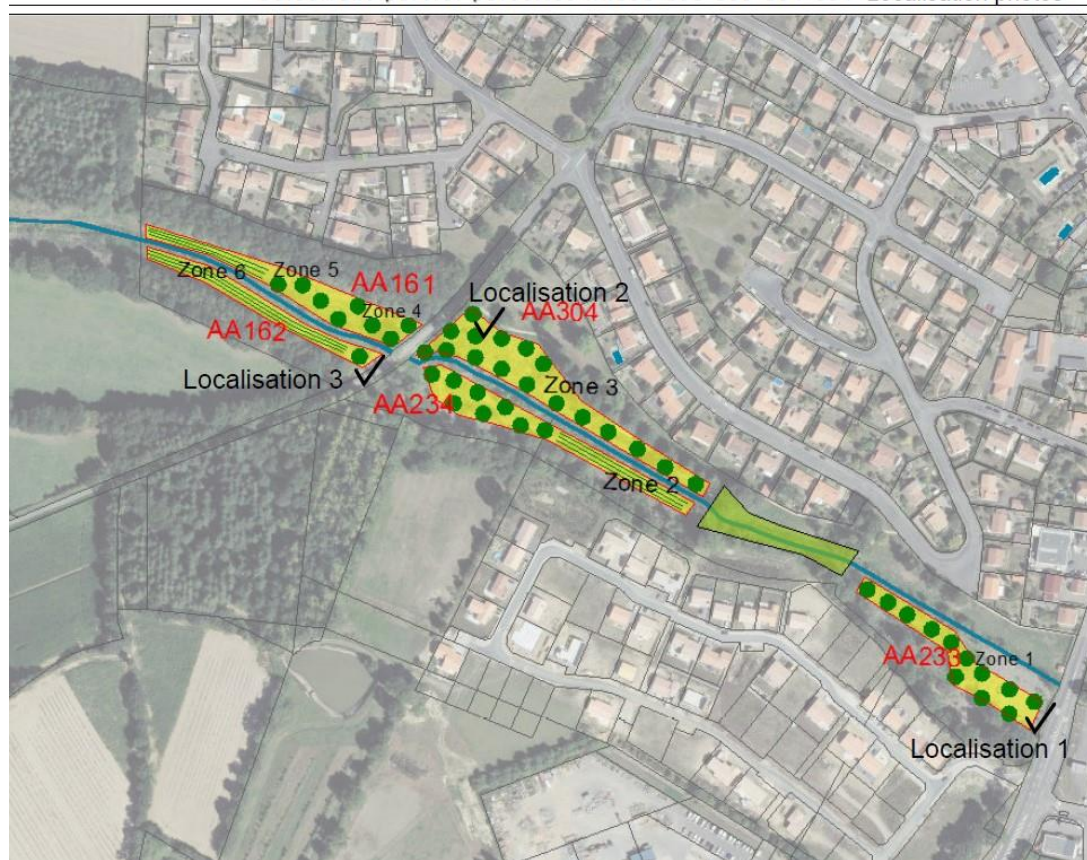 Localisation photos
Zone 5
Zone 6
AA161
Localisation 2
AA304
Zone 4
AA162
Localisation 3
Zone 3
AA234
Zone 2
AA233
Zone 1
Localisation 1